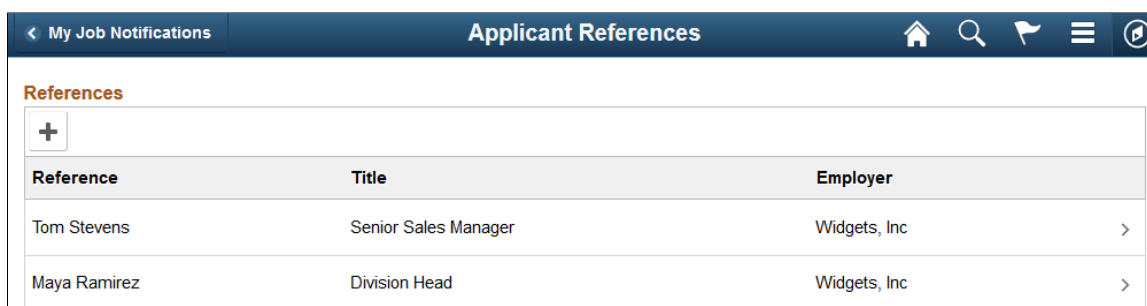 My Job Notifications Applicant References
References
Reference Title Employer
Tom Stevens Senior Sales Manager Widgets, Inc
Maya Ramirez Division Head Widgets, Inc